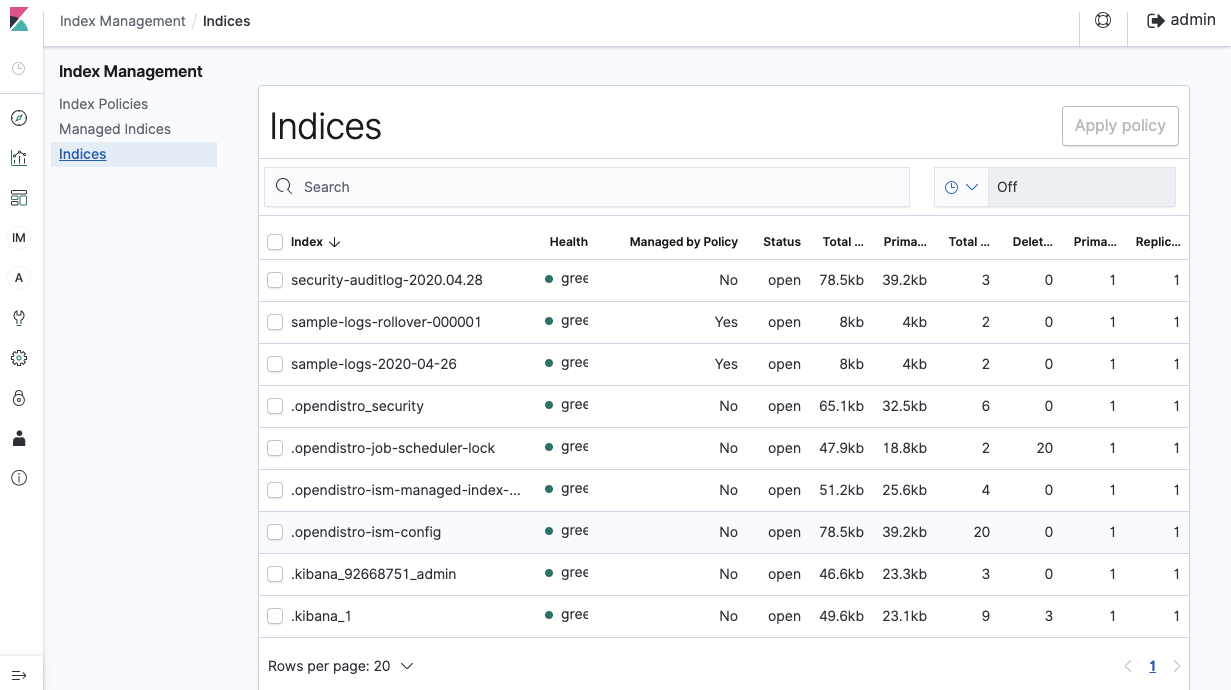 Index Management / Indices
admin
Index Management
Index Policies
Managed Indices
Indices
IM
A
Indices
Apply policy
Search
Off
Index Health Managed by Policy Status Total ... Prima... Total ... Delet... Prima... Replic...
security-auditlog-2020.04.28 gree No open 78.5kb 39.2kb 3 0 1 1
sample-logs-rollover-000001 gree Yes open 8kb 4kb 2 0 1 1
sample-logs-2020-04-26 gree Yes open 8kb 4kb 2 0 1 1
.opendistro_security gree No open 65.1kb 32.5kb 6 0 1 1
.opendistro-job-scheduler-lock gree No open 47.9kb 18.8kb 2 20 1 1
.opendistro-ism-managed-index-... gree No open 51.2kb 25.6kb 4 0 1 1
.opendistro-ism-config gree No open 78.5kb 39.2kb 20 0 1 1
.kibana_92668751_admin gree No open 46.6kb 23.3kb 3 0 1 1
.kibana_1 gree No open 49.6kb 23.1kb 9 3 1 1
Rows per page: 20
1